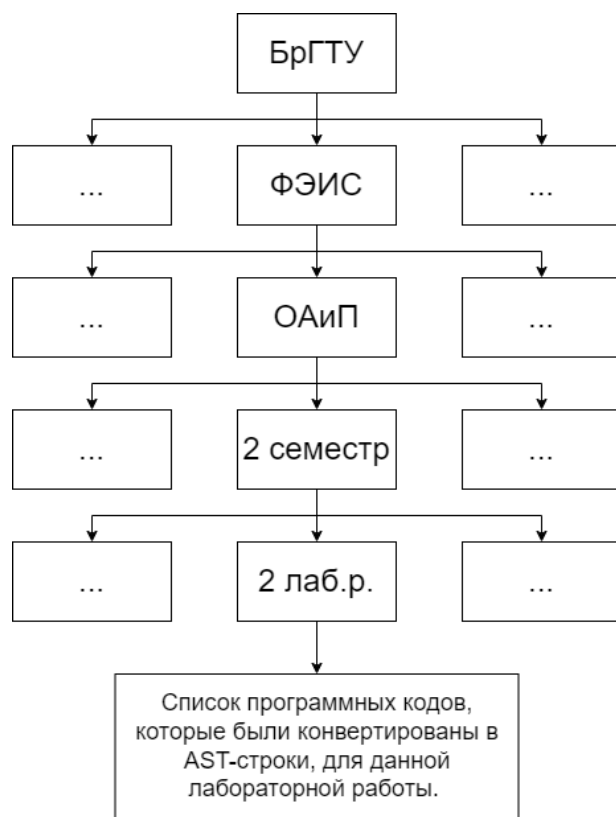 БрГТУ
... ФЭИС ...
... ОАиП ...
... 2 семестр ...
... 2 лаб.р. ...
Список программных кодов,
которые были конвертированы в
AST-строки, для данной
лабораторной работы.